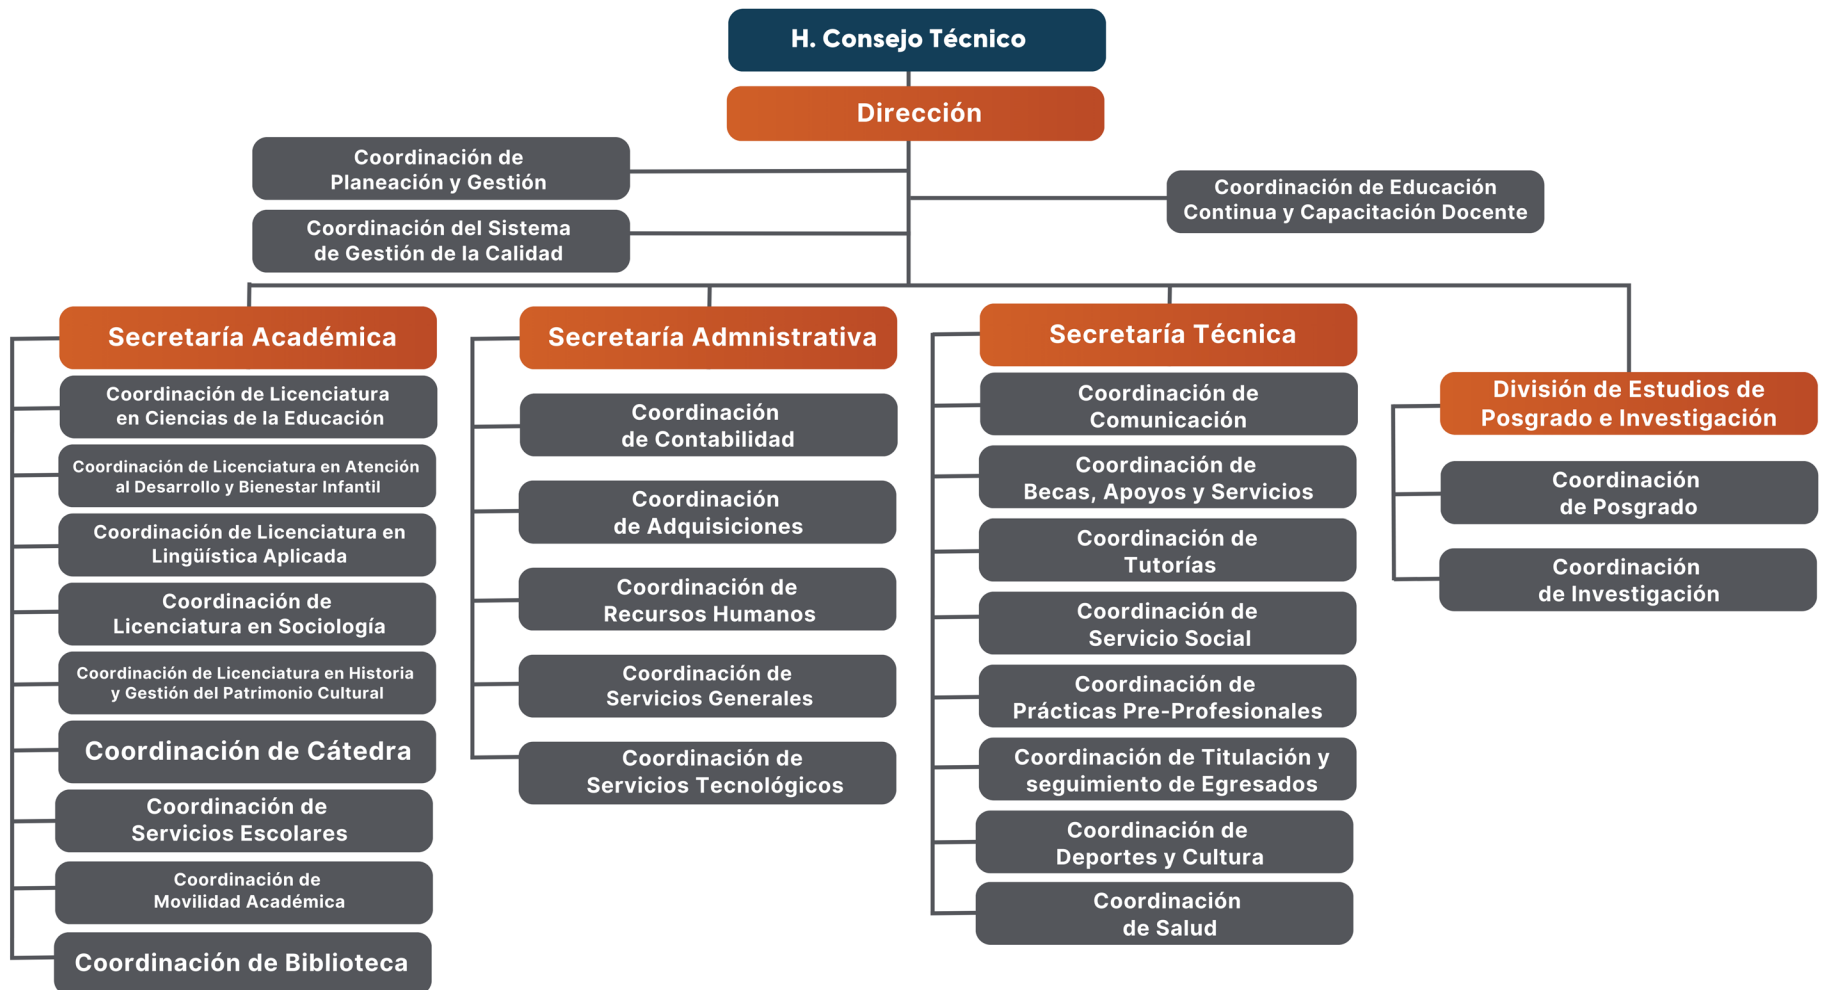 H. Consejo Técnico
Dirección
Coordinación de
Planeación y Gestión
Coordinación de Educación
Continua y Capacitación Docente
Coordinación del Sistema
de Gestión de la Calidad
Secretaría Académica
Coordinación de Licenciatura
en Ciencias de la Educación
Coordinación de Licenciatura en Atención
al Desarrollo y Bienestar Infantil
Coordinación de Licenciatura en
Lingüística Aplicada
Coordinación de
Licenciatura en Sociología
Coordinación de Licenciatura en Historia
y Gestión del Patrimonio Cultural
Coordinación de Cátedra
Coordinación de
Servicios Escolares
Coordinación de
Movilidad Académica
Coordinación de Biblioteca
Secretaría Admnistrativa
Coordinación
de Contabilidad
Coordinación
de Adquisiciones
Coordinación de
Recursos Humanos
Coordinación de
Servicios Generales
Coordinación de
Servicios Tecnológicos
Secretaría Técnica
Coordinación de
Comunicación
Coordinación de
Becas, Apoyos y Servicios
Coordinación de
Tutorías
Coordinación de
Servicio Social
Coordinación de
Prácticas Pre-Profesionales
Coordinación de Titulación y
seguimiento de Egresados
Coordinación de
Deportes y Cultura
Coordinación
de Salud
División de Estudios de
Posgrado e Investigación
Coordinación
de Posgrado
Coordinación
de Investigación